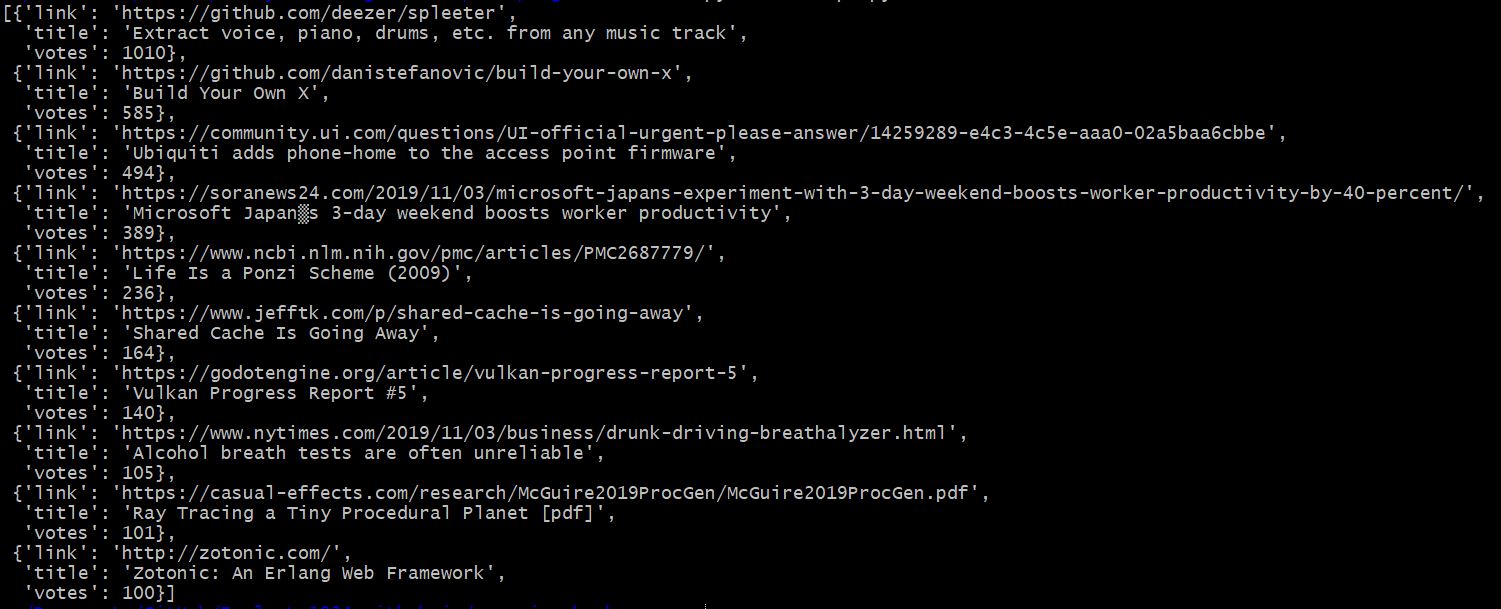 [{'link': 'https://github.com/deezer/spleeter',
'title': 'Extract voice, piano, drums, etc. from any music track',
'votes': 1010},
{'link': 'https://github.com/danistefanovic/build-your-own-x',
'title': 'Build Your Own X',
'votes': 585},
{'link': 'https://community.ui.com/questions/UI-official-urgent-please-answer/14259289-e4c3-4c5e-aaa0-02a5baa6cbbe',
'title': 'Ubiquiti adds phone-home to the access point firmware',
'votes': 494},
{'link': 'https://soranews24.com/2019/11/03/microsoft-japans-experiment-with-3-day-weekend-boosts-worker-productivity-by-40-percent/',
'title': 'Microsoft Japan▒s 3-day weekend boosts worker productivity',
'votes': 389},
{'link': 'https://www.ncbi.nlm.nih.gov/pmc/articles/PMC2687779/',
'title': 'Life Is a Ponzi Scheme (2009)',
'votes': 236},
{'link': 'https://www.jefftk.com/p/shared-cache-is-going-away',
'title': 'Shared Cache Is Going Away',
'votes': 164},
{'link': 'https://godotengine.org/article/vulkan-progress-report-5',
'title': 'Vulkan Progress Report #5',
'votes': 140},
{'link': 'https://www.nytimes.com/2019/11/03/business/drunk-driving-breathalyzer.html',
'title': 'Alcohol breath tests are often unreliable',
'votes': 105},
{'link': 'https://casual-effects.com/research/McGuire2019ProcGen/McGuire2019ProcGen.pdf',
'title': 'Ray Tracing a Tiny Procedural Planet [pdf]',
'votes': 101},
{'link': 'http://zotonic.com/',
'title': 'Zotonic: An Erlang Web Framework',
'votes': 100}]